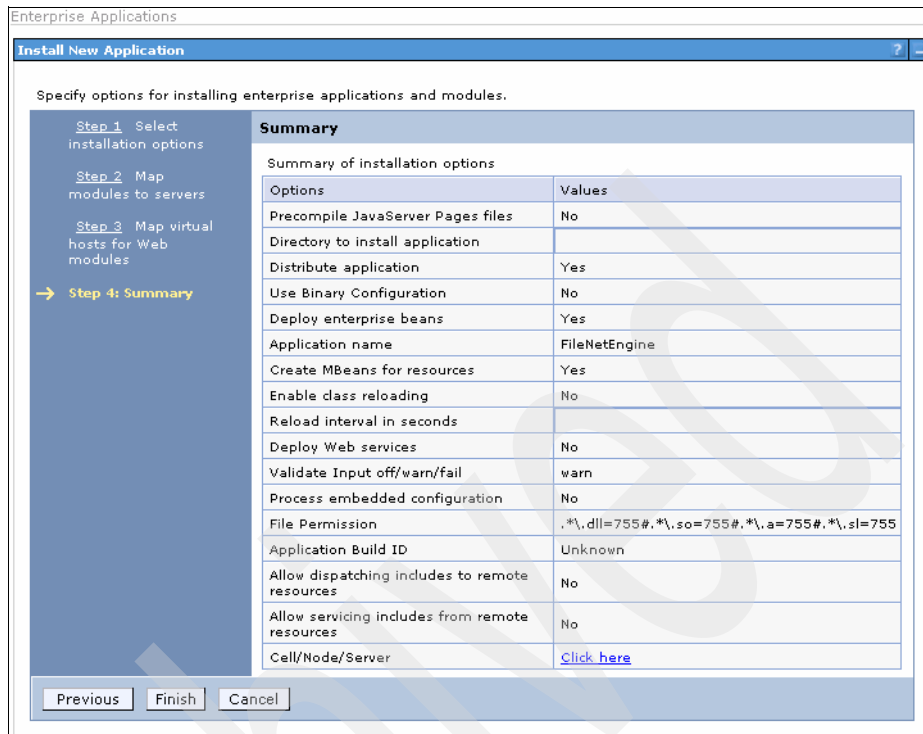 Enterprise Applications
Install New Application
?
Specify options for installing enterprise applications and modules.
Step 1 Select
installation options
Step 2 Map
modules to servers
Step 3 Map virtual
hosts for Web
modules
Step 4: Summary
Summary
Summary of installation options
Options Values
Precompile JavaServer Pages files No
Directory to install application
Distribute application Yes
Use Binary Configuration No
Deploy enterprise beans Yes
Application name FileNetEngine
Create MBeans for resources Yes
Enable class reloading No
Reload interval in seconds
Deploy Web services No
Validate Input off/warn/fail warn
Process embedded configuration No
File Permission .*\.dll=755#.*\.so=755#.*\.a=755#.*\.sl=755
Application Build ID Unknown
Allow dispatching includes to remote
resources No
Allow servicing includes from remote
resources No
Cell/Node/Server Click here
Previous Finish Cancel